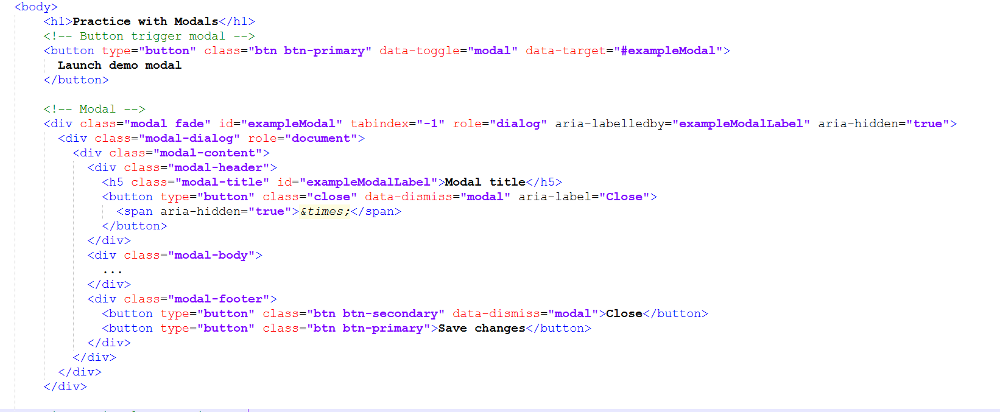 <body>
<h1>Practice with Modals</h1>
<!-- Button trigger modal -->
<button type="button" class="btn btn-primary" data-toggle="modal" data-target="#exampleModal">
Launch demo modal
</button>
<!-- Modal -->
<div class="modal fade" id="exampleModal" tabindex="-1" role="dialog" aria-labelledby="exampleModalLabel" aria-hidden="true">
<div class="modal-dialog" role="document">
<div class="modal-content">
<div class="modal-header">
<h5 class="modal-title" id="exampleModalLabel">Modal title</h5>
<button type="button" class="close" data-dismiss="modal" aria-label="Close">
<span aria-hidden="true">&times;</span>
</button>
</div>
<div class="modal-body">
...
</div>
<div class="modal-footer">
<button type="button" class="btn btn-secondary" data-dismiss="modal">Close</button>
<button type="button" class="btn btn-primary">Save changes</button>
</div>
</div>
</div>
</div>